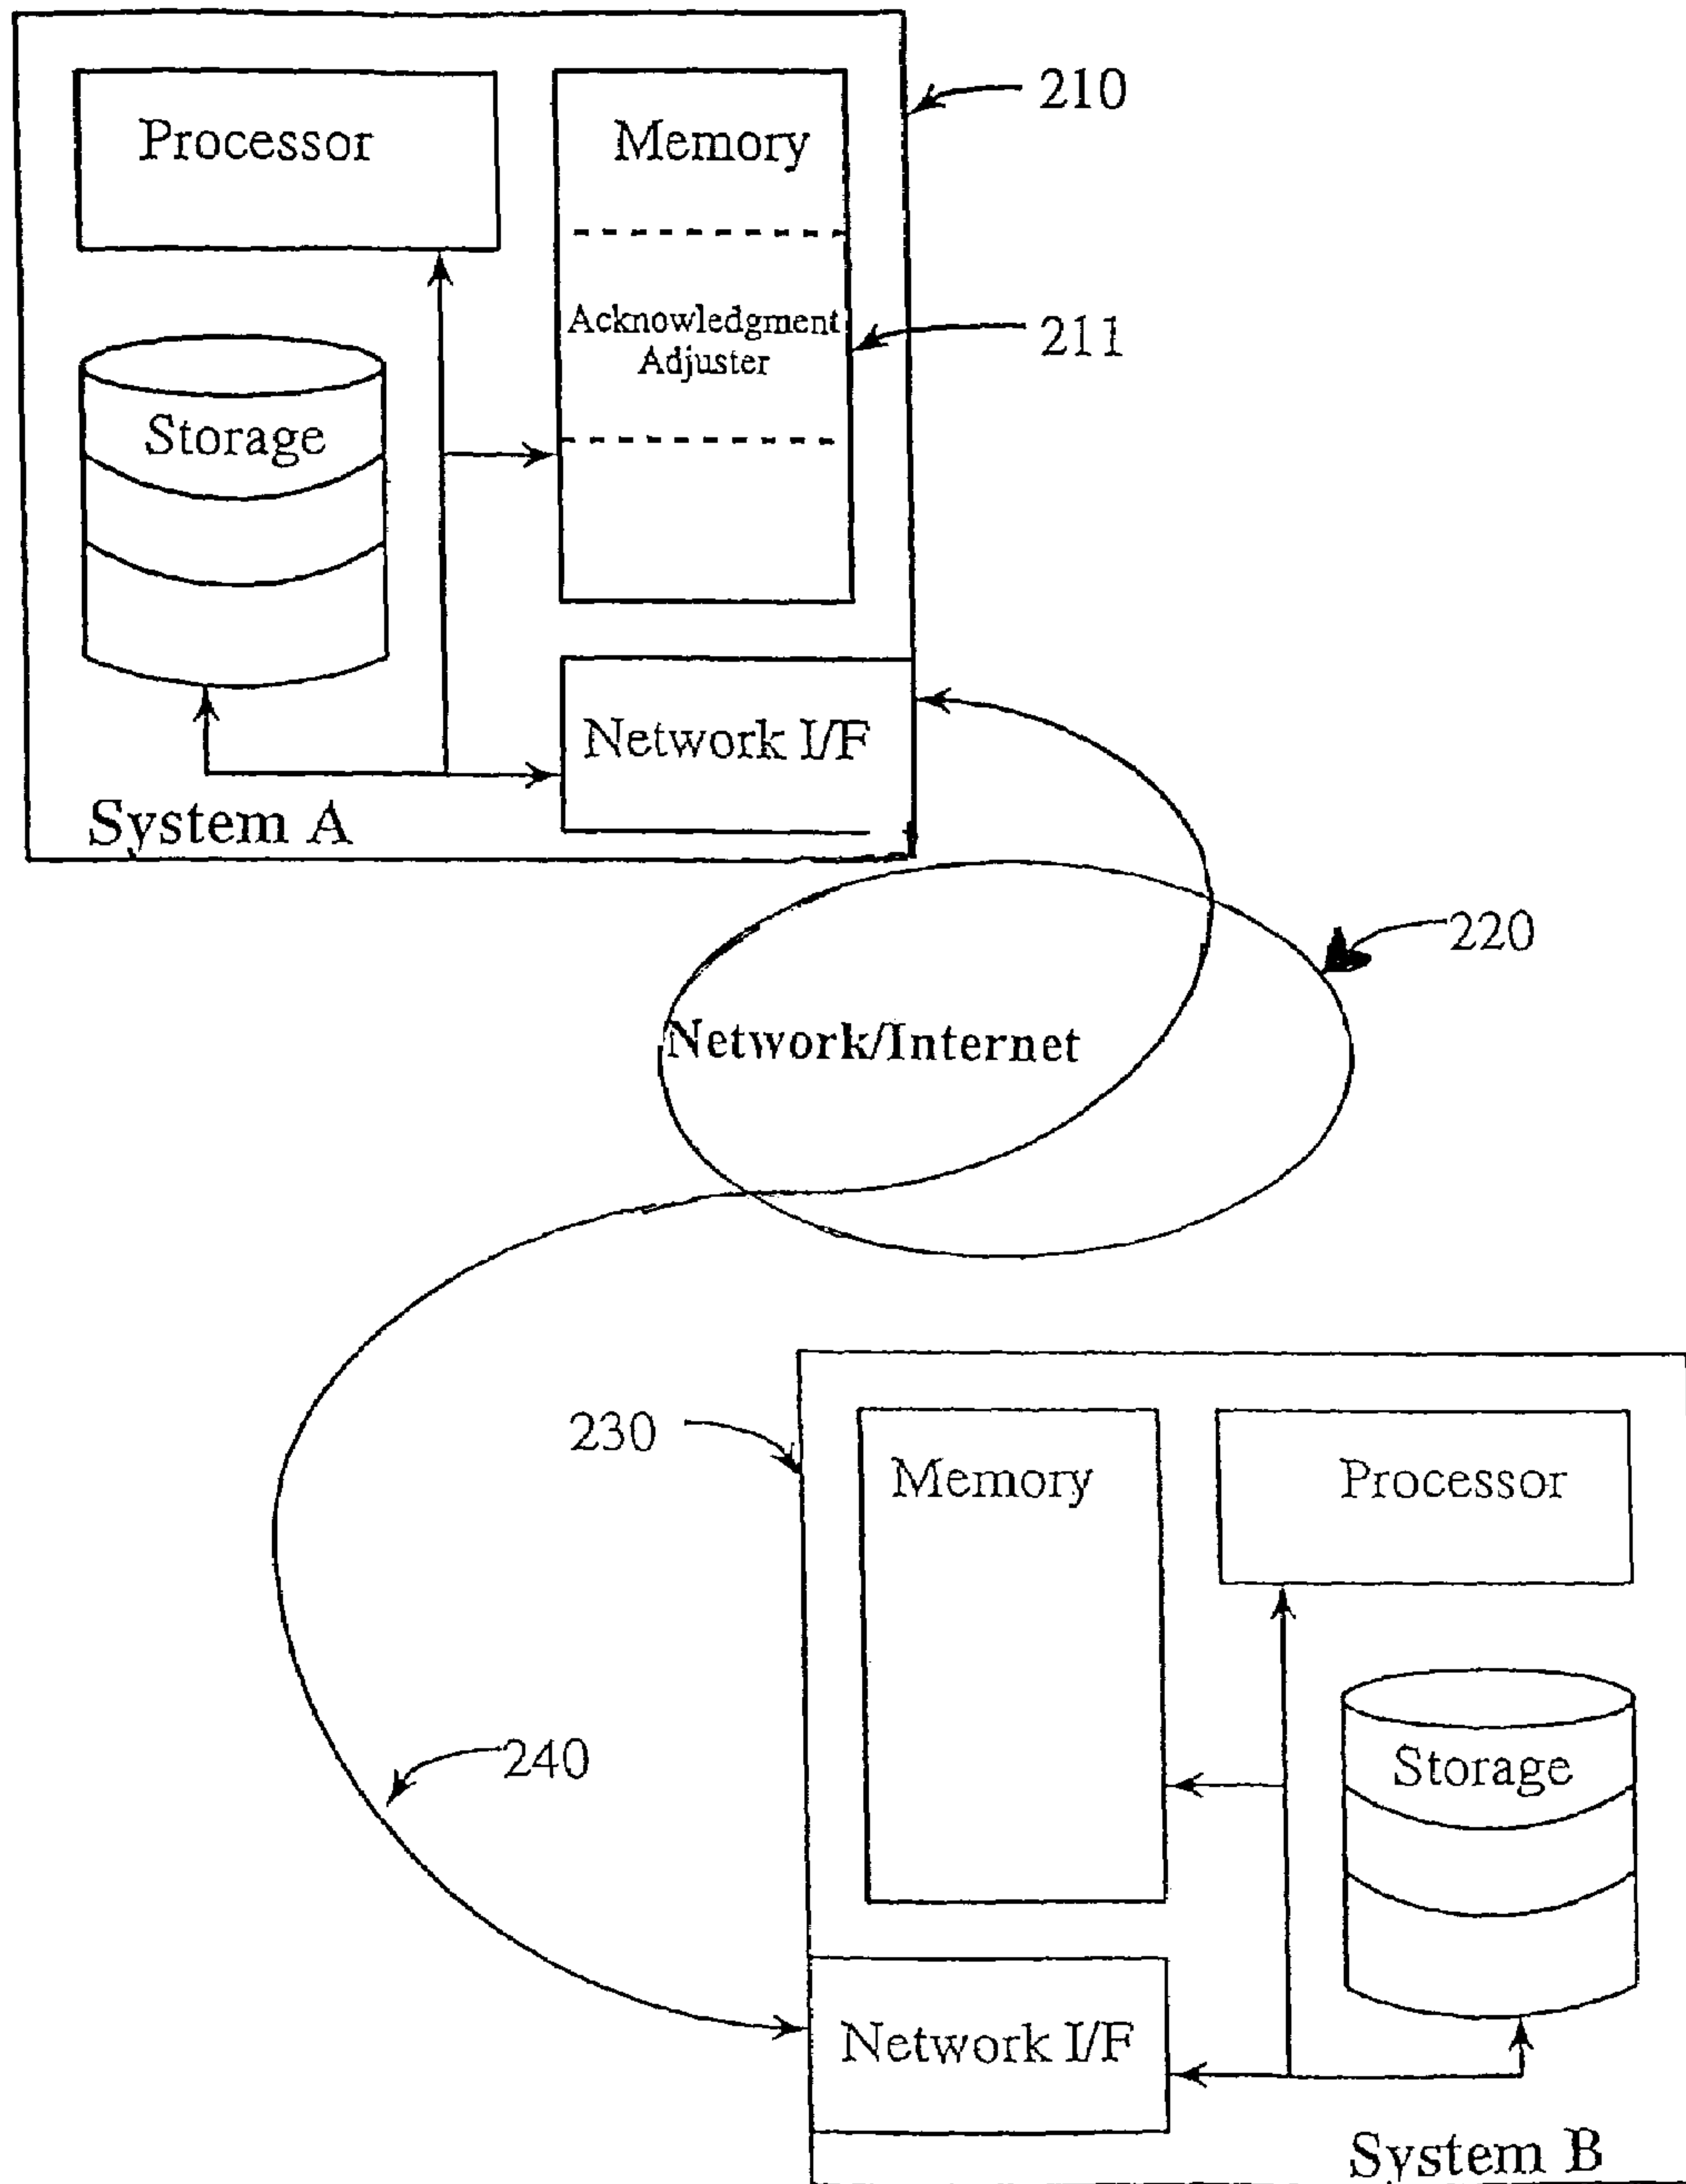 210
Processor
Memory
Acknowledgment
Adjuster
211
Storage
Network I/F
System A
220
Network/Internet
230
Memory
Processor
240
Storage
Network I/F
System B